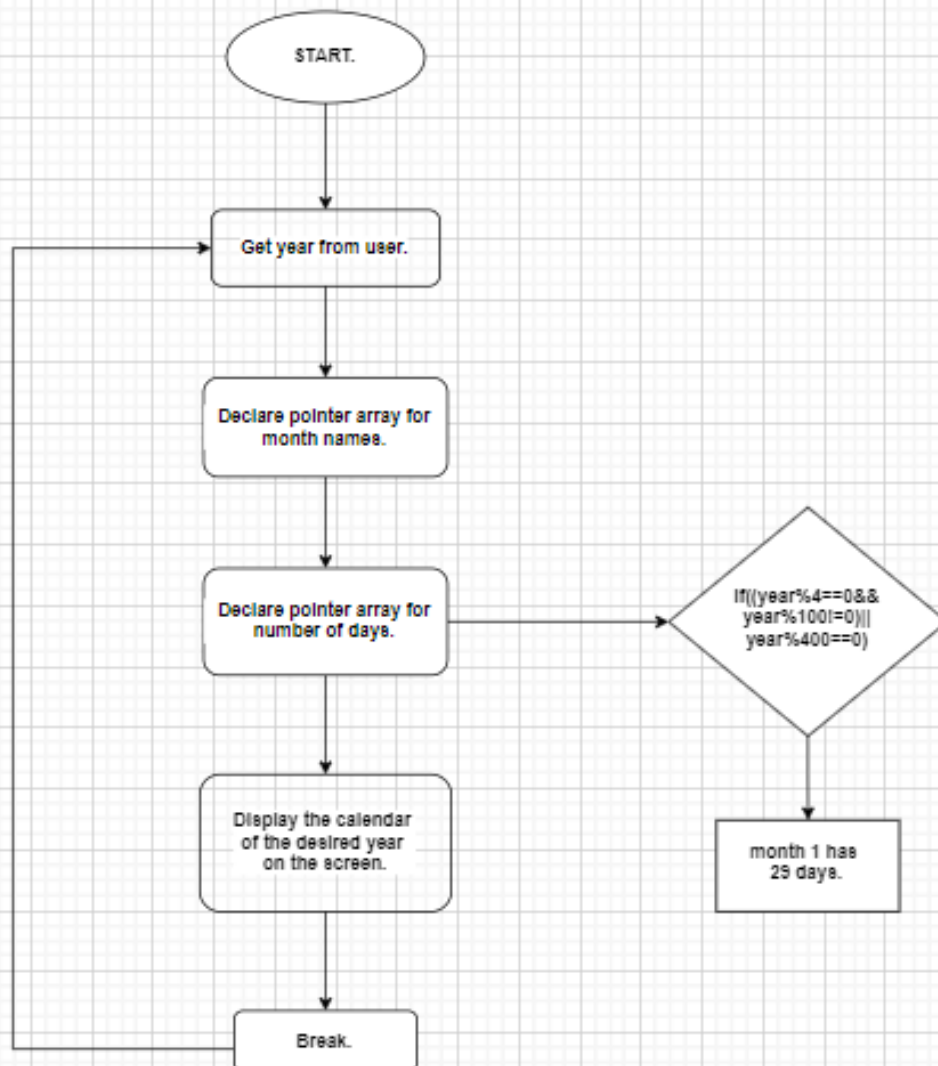 START.
Get year from user.
Declare pointer array for
month names.
Declare pointer array for
number of days.
If((year%4==0&&
year%100!=0)||
year%400==0)
Display the calendar
of the desired year
on the screen.
month 1 has
29 days.
Break.